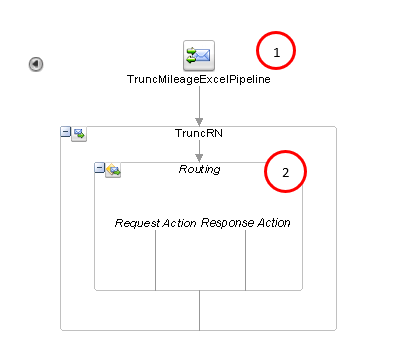 1
TruncMileageExcelPipeline
TruncRN
Routing
2
Request Action Response Action